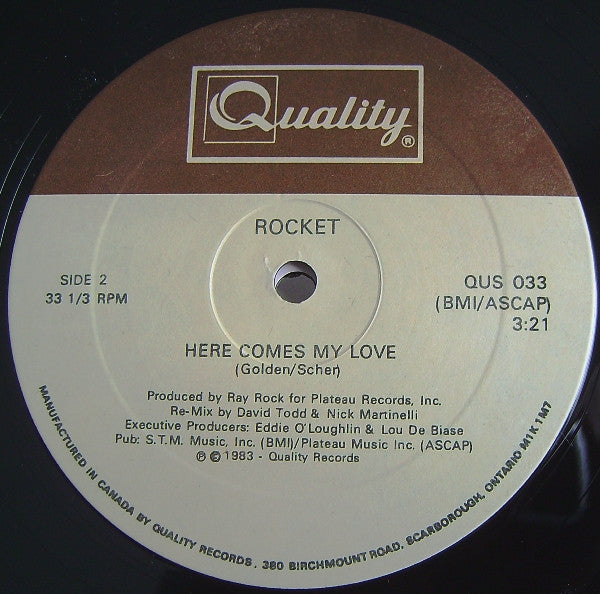 Quality®
ROCKET
SIDE 2
33 1/3 RPM
QUS 033
(BMI/ASCAP)
3:21
HERE COMES MY LOVE
(Golden/Scher)
Produced by Ray Rock for Plateau Records, Inc.
Re-Mix by David Todd & Nick Martinelli
Executive Producers: Eddie O'Loughlin & Lou De Biase
Pub: S.T.M. Music, Inc. (BMI)/Plateau Music Inc. (ASCAP)
℗ © 1983 - Quality Records
MANUFACTURED IN CANADA BY QUALITY RECORDS, 380 BIRCHMOUNT ROAD, SCARBOROUGH, ONTARIO M1K 1M7